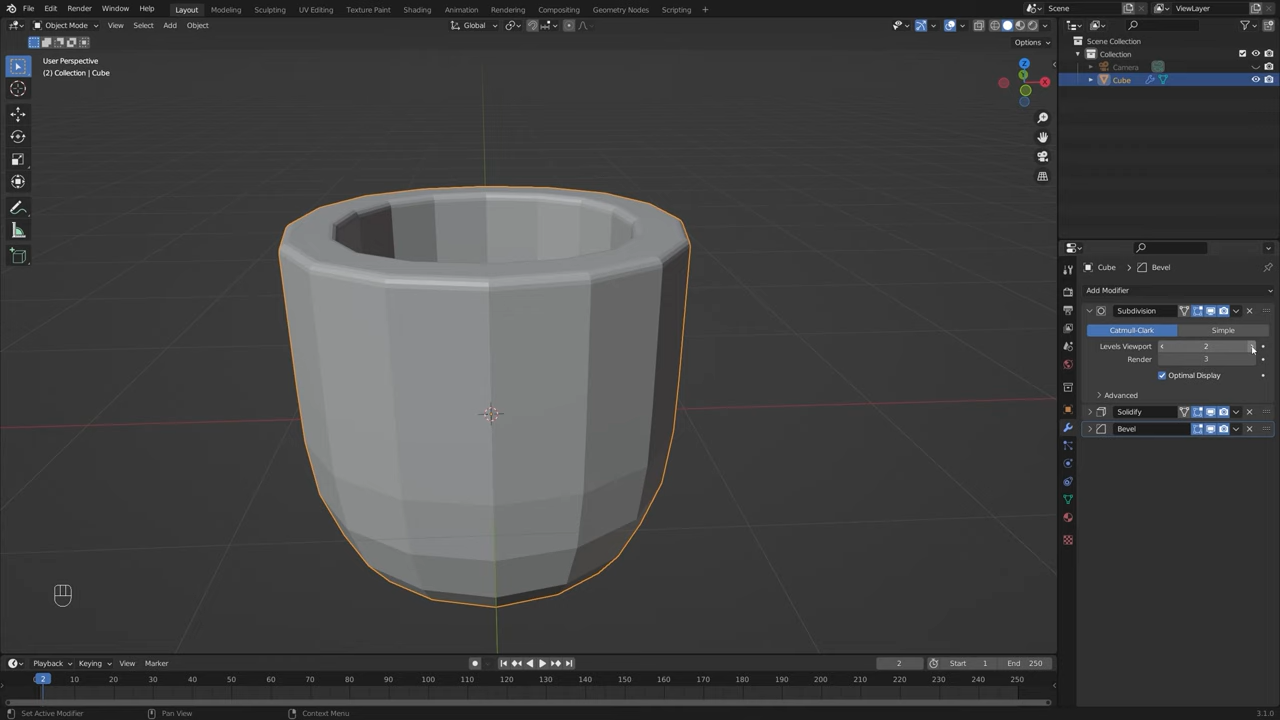 File Edit Render Window Help Layout Modeling Sculpting UV Editing Texture Paint Shading Animation Rendering Compositing Geometry Nodes Scripting + Scene ViewLayer
Object Mode View Select Add Object Global
Options
User Perspective
(2) Collection | Cube
Z
Y
X
Scene Collection
Collection
Camera
Cube
Cube > Bevel
Add Modifier
Subdivision
Catmull-Clark Simple
Levels Viewport 2
Render 3
Optimal Display
Advanced
Solidify
Bevel
Playback Keying View Marker 2 Start 1 End 250
2 10 20 30 40 50 60 70 80 90 100 110 120 130 140 150 160 170 180 190 200 210 220 230 240 250
Set Active Modifier Pan View Context Menu 3.1.0